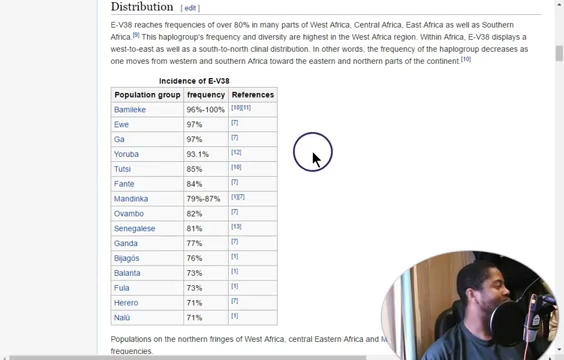 Distribution [ edit ]
E-V38 reaches frequencies of over 80% in many parts of West Africa, Central Africa, East Africa as well as Southern
Africa.[9] This haplogroup's frequency and diversity are highest in the West Africa region. Within Africa, E-V38 displays a
west-to-east as well as a south-to-north clinal distribution. In other words, the frequency of the haplogroup decreases as
one moves from western and southern Africa toward the eastern and northern parts of the continent.[10]
Incidence of E-V38
Population group frequency References
Bamileke 96%-100% [10][11]
Ewe 97% [7]
Ga 97% [7]
Yoruba 93.1% [12]
Tutsi 85% [10]
Fante 84% [7]
Mandinka 79%-87% [1][7]
Ovambo 82% [7]
Senegalese 81% [13]
Ganda 77% [7]
Bijagós 76% [1]
Balanta 73% [1]
Fula 73% [1]
Herero 71% [7]
Nalú 71% [1]
Populations on the northern fringes of West Africa, central Eastern Africa and
frequencies.